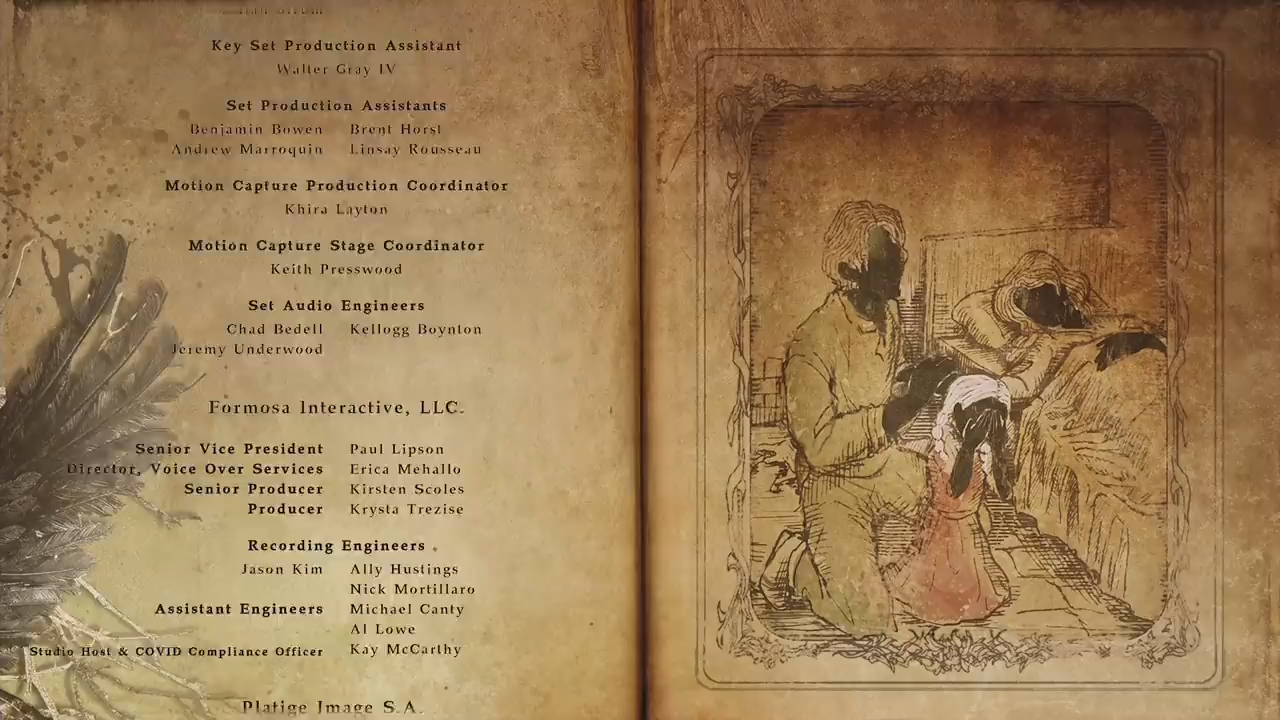 Key Set Production Assistant
Walter Gray IV
Set Production Assistants
Benjamin Bowen Brent Horst
Andrew Marroquin Linsay Rousseau
Motion Capture Production Coordinator
Khira Layton
Motion Capture Stage Coordinator
Keith Presswood
Set Audio Engineers
Chad Bedell Kellogg Boynton
Jeremy Underwood
Formosa Interactive, LLC.
Senior Vice President Paul Lipson
Director, Voice Over Services Erica Mehallo
Senior Producer Kirsten Scoles
Producer Krysta Trezise
Recording Engineers
Jason Kim Ally Hustings
Nick Mortillaro
Assistant Engineers Michael Canty
Al Lowe
Studio Host & COVID Compliance Officer Kay McCarthy
Platige Image S.A.